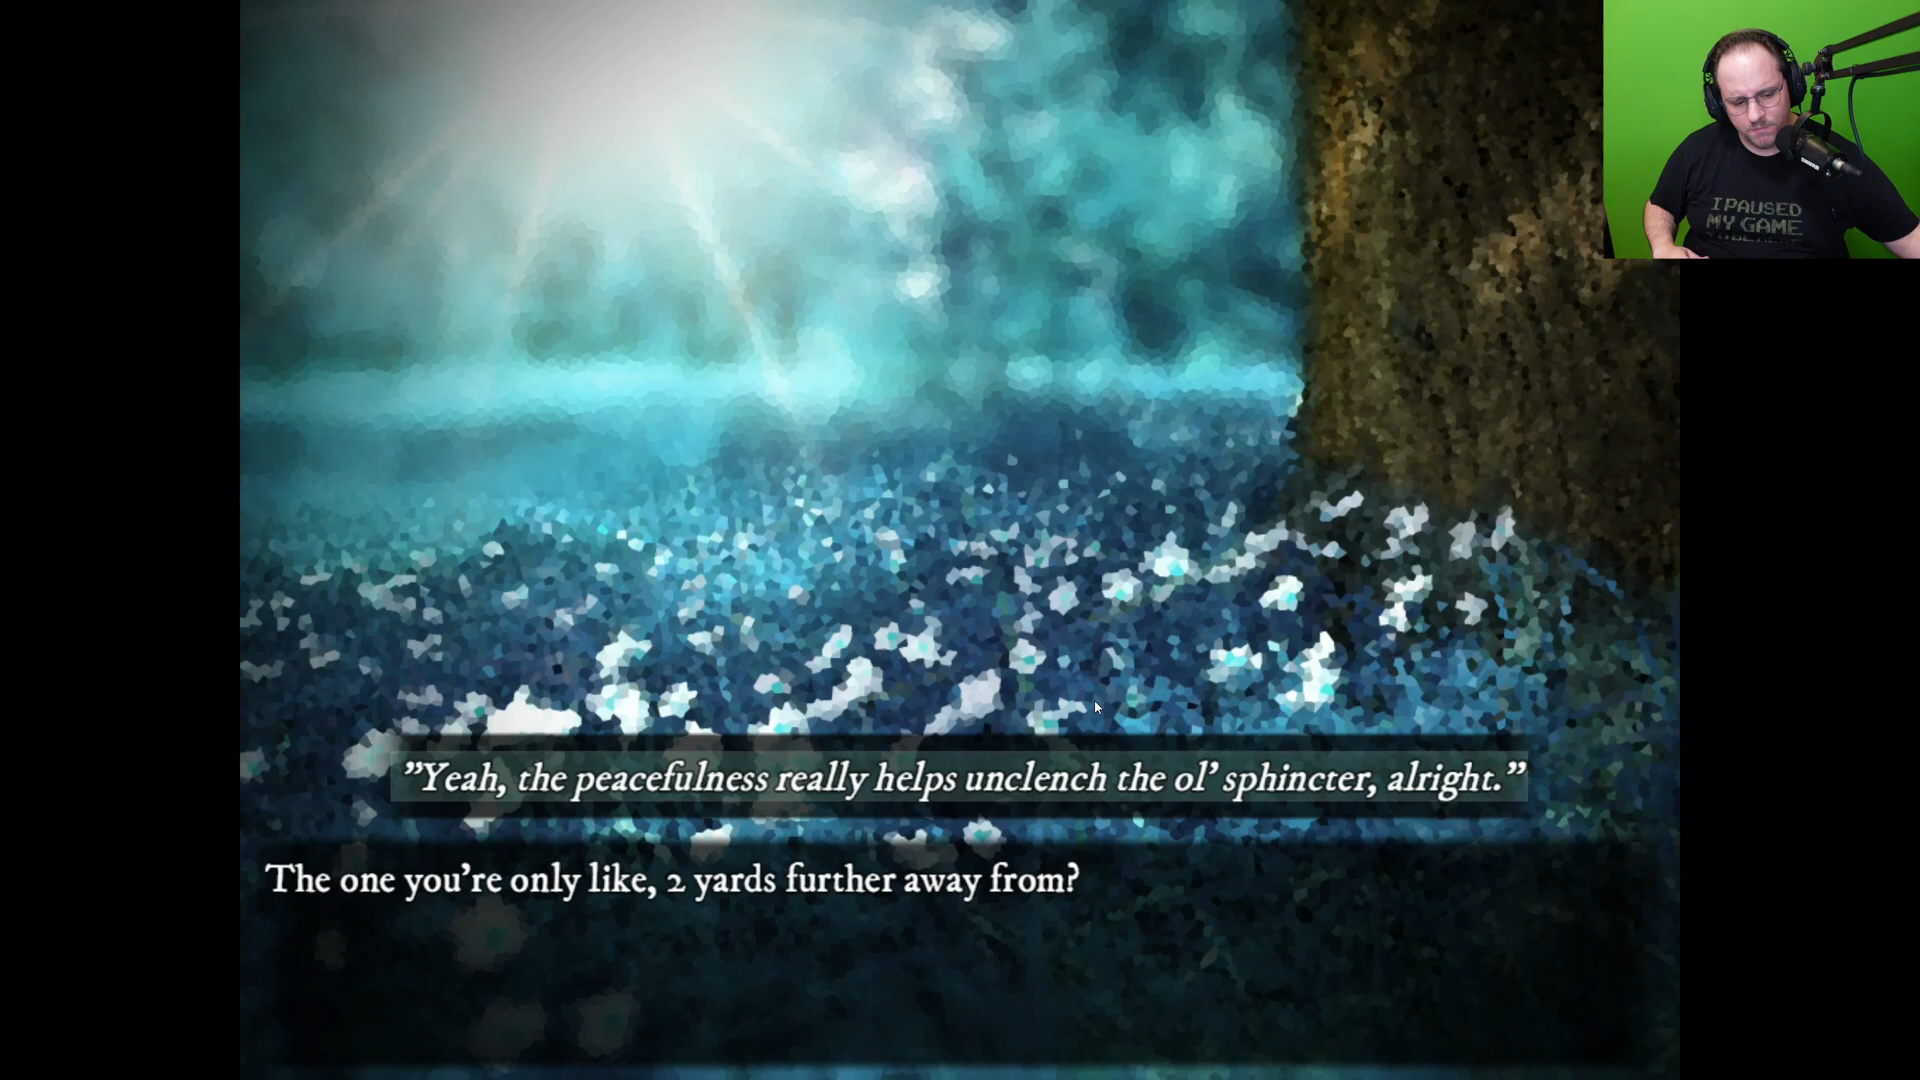 I PAUSED
MY GAME
"Yeah, the peacefulness really helps unclench the ol' sphincter, alright."
The one you're only like, 2 yards further away from?